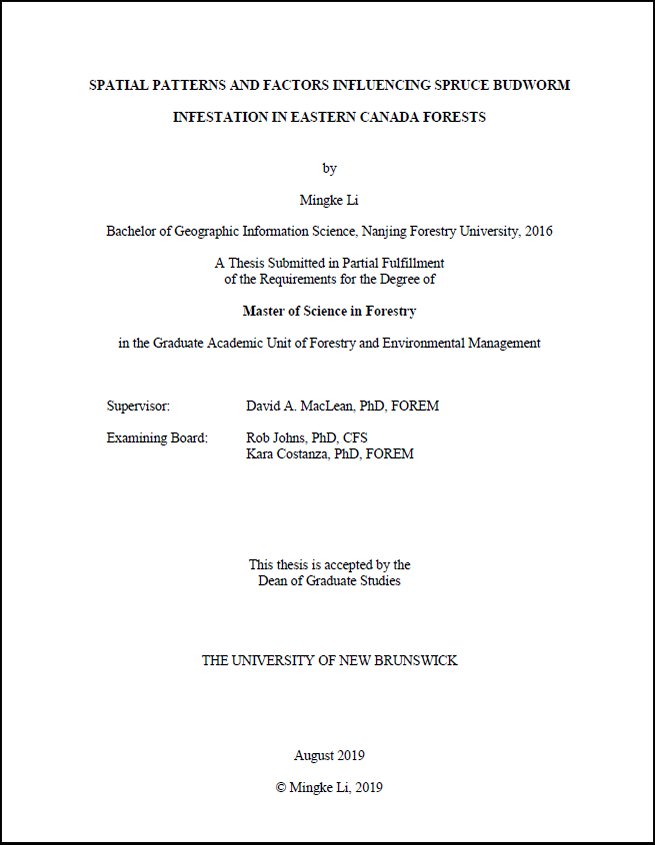 SPATIAL PATTERNS AND FACTORS INFLUENCING SPRUCE BUDWORM
INFESTATION IN EASTERN CANADA FORESTS
by
Mingke Li
Bachelor of Geographic Information Science, Nanjing Forestry University, 2016
A Thesis Submitted in Partial Fulfillment
of the Requirements for the Degree of
Master of Science in Forestry
in the Graduate Academic Unit of Forestry and Environmental Management
Supervisor: David A. MacLean, PhD, FOREM
Examining Board: Rob Johns, PhD, CFS
Kara Costanza, PhD, FOREM
This thesis is accepted by the
Dean of Graduate Studies
THE UNIVERSITY OF NEW BRUNSWICK
August 2019
© Mingke Li, 2019